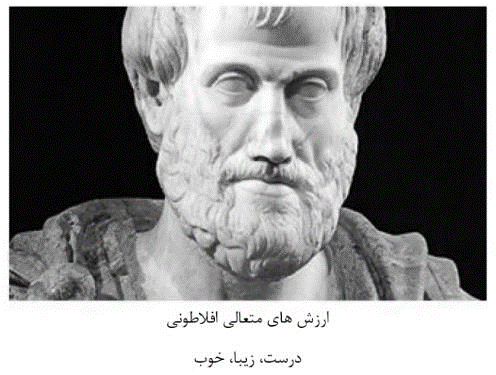 ارزش های متعالی افلاطونی
درست، زیبا، خوب